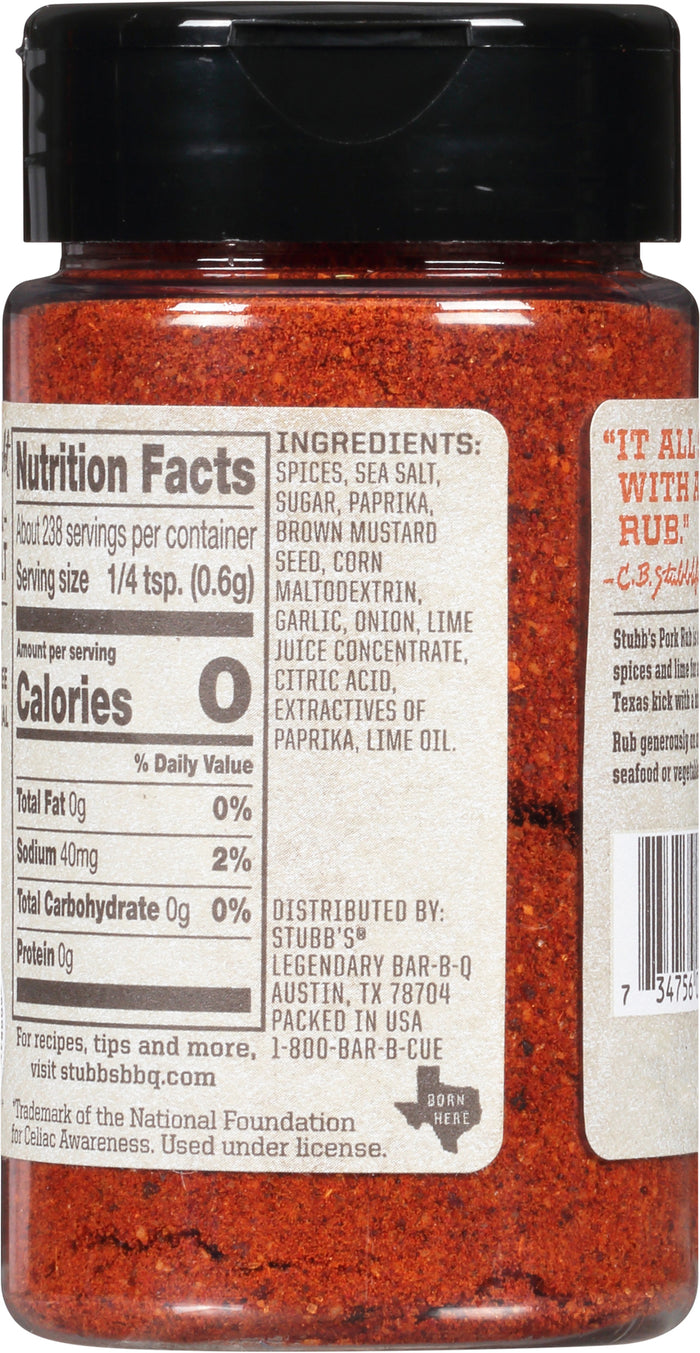 Nutrition Facts
About 238 servings per container
Serving size 1/4 tsp. (0.6g)
Amount per serving
Calories 0
% Daily Value
Total Fat 0g 0%
Sodium 40mg 2%
Total Carbohydrate 0g 0%
Protein 0g
For recipes, tips and more,
visit stubbsbbq.com
*Trademark of the National Foundation
for Celiac Awareness. Used under license.
INGREDIENTS:
SPICES, SEA SALT,
SUGAR, PAPRIKA,
BROWN MUSTARD
SEED, CORN
MALTODEXTRIN,
GARLIC, ONION, LIME
JUICE CONCENTRATE,
CITRIC ACID,
EXTRACTIVES OF
PAPRIKA, LIME OIL.
DISTRIBUTED BY:
STUBB'S®
LEGENDARY BAR-B-Q
AUSTIN, TX 78704
PACKED IN USA
1-800-BAR-B-CUE
BORN
HERE
"IT ALL
WITH
RUB."
-C.B. Stubb
Stubb's Pork Rub
spices and lime
Texas kick with a
Rub generously
seafood or
7 34756